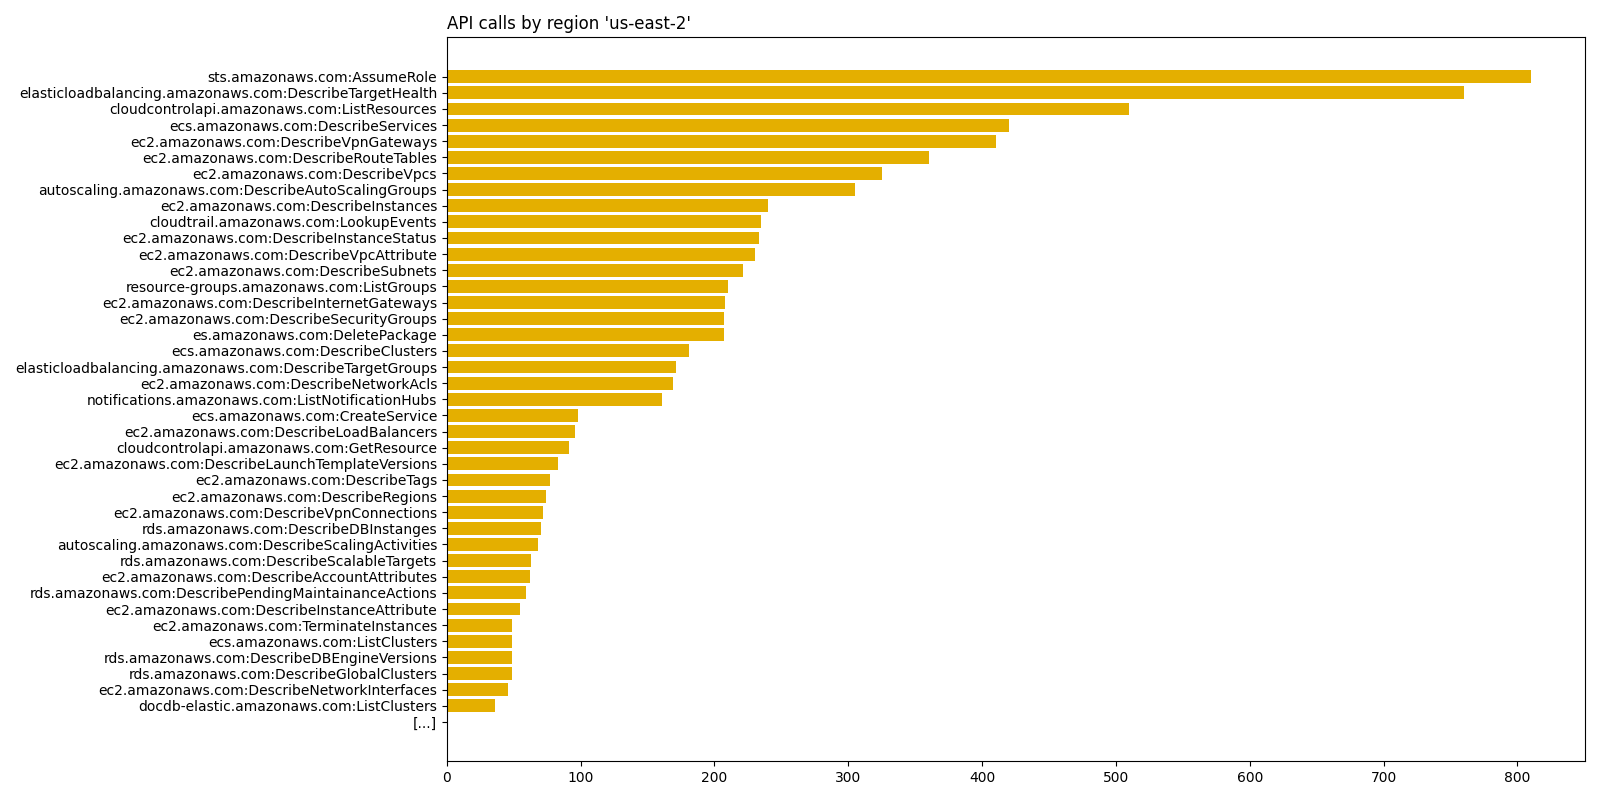 API calls by region 'us-east-2'
sts.amazonaws.com:AssumeRole
elasticloadbalancing.amazonaws.com:DescribeTargetHealth
cloudcontrolapi.amazonaws.com:ListResources
ecs.amazonaws.com:DescribeServices
ec2.amazonaws.com:DescribeVpnGateways
ec2.amazonaws.com:DescribeRouteTables
ec2.amazonaws.com:DescribeVpcs
autoscaling.amazonaws.com:DescribeAutoScalingGroups
ec2.amazonaws.com:DescribeInstances
cloudtrail.amazonaws.com:LookupEvents
ec2.amazonaws.com:DescribeInstanceStatus
ec2.amazonaws.com:DescribeVpcAttribute
ec2.amazonaws.com:DescribeSubnets
resource-groups.amazonaws.com:ListGroups
ec2.amazonaws.com:DescribeInternetGateways
ec2.amazonaws.com:DescribeSecurityGroups
es.amazonaws.com:DeletePackage
ecs.amazonaws.com:DescribeClusters
elasticloadbalancing.amazonaws.com:DescribeTargetGroups
ec2.amazonaws.com:DescribeNetworkAcls
notifications.amazonaws.com:ListNotificationHubs
ecs.amazonaws.com:CreateService
ec2.amazonaws.com:DescribeLoadBalancers
cloudcontrolapi.amazonaws.com:GetResource
ec2.amazonaws.com:DescribeLaunchTemplateVersions
ec2.amazonaws.com:DescribeTags
ec2.amazonaws.com:DescribeRegions
ec2.amazonaws.com:DescribeVpnConnections
rds.amazonaws.com:DescribeDBInstanges
autoscaling.amazonaws.com:DescribeScalingActivities
rds.amazonaws.com:DescribeScalableTargets
ec2.amazonaws.com:DescribeAccountAttributes
rds.amazonaws.com:DescribePendingMaintainanceActions
ec2.amazonaws.com:DescribeInstanceAttribute
ec2.amazonaws.com:TerminateInstances
ecs.amazonaws.com:ListClusters
rds.amazonaws.com:DescribeDBEngineVersions
rds.amazonaws.com:DescribeGlobalClusters
ec2.amazonaws.com:DescribeNetworkInterfaces
docdb-elastic.amazonaws.com:ListClusters
[...]
0 100 200 300 400 500 600 700 800